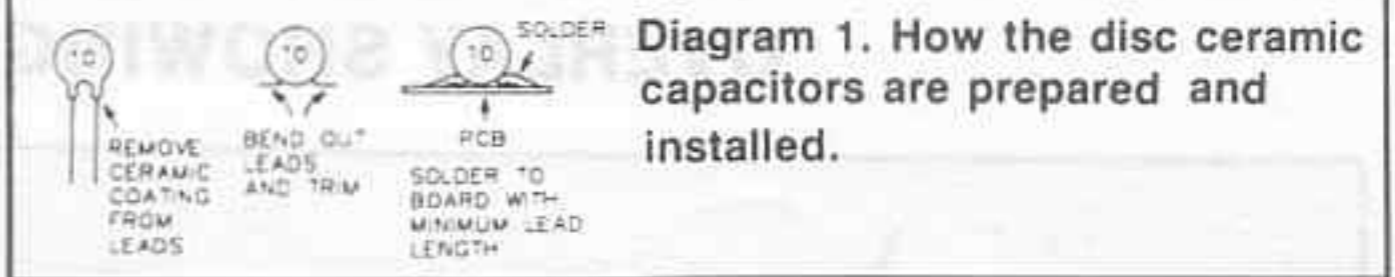 Diagram 1. How the disc ceramic
capacitors are prepared and
installed.
10
REMOVE
CERAMIC
COATING
FROM
LEADS
10
BEND OUT
LEADS
AND TRIM
10
SOLDER
PCB
SOLDER TO
BOARD WITH
MINIMUM LEAD
LENGTH